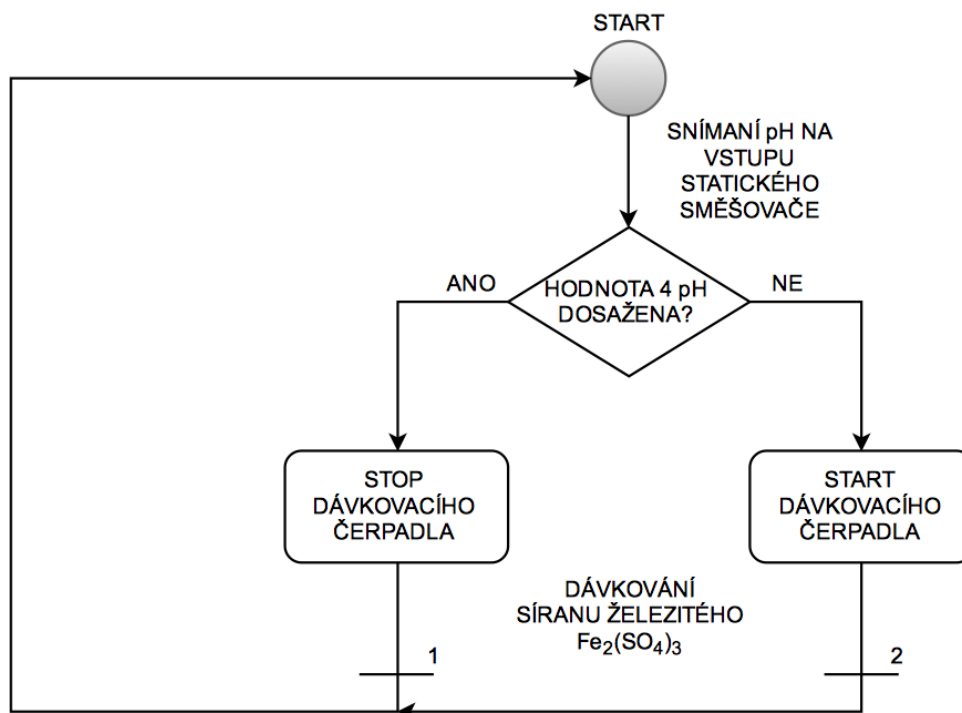 START
SNÍMANÍ pH NA
VSTUPU
STATICKÉHO
SMĚŠOVAČE
ANO
HODNOTA 4 pH
DOSAŽENA?
NE
STOP
DÁVKOVACÍHO
ČERPADLA
START
DÁVKOVACÍHO
ČERPADLA
DÁVKOVÁNÍ
SÍRANU ŽELEZITÉHO
Fe₂(SO₄)₃
1
2